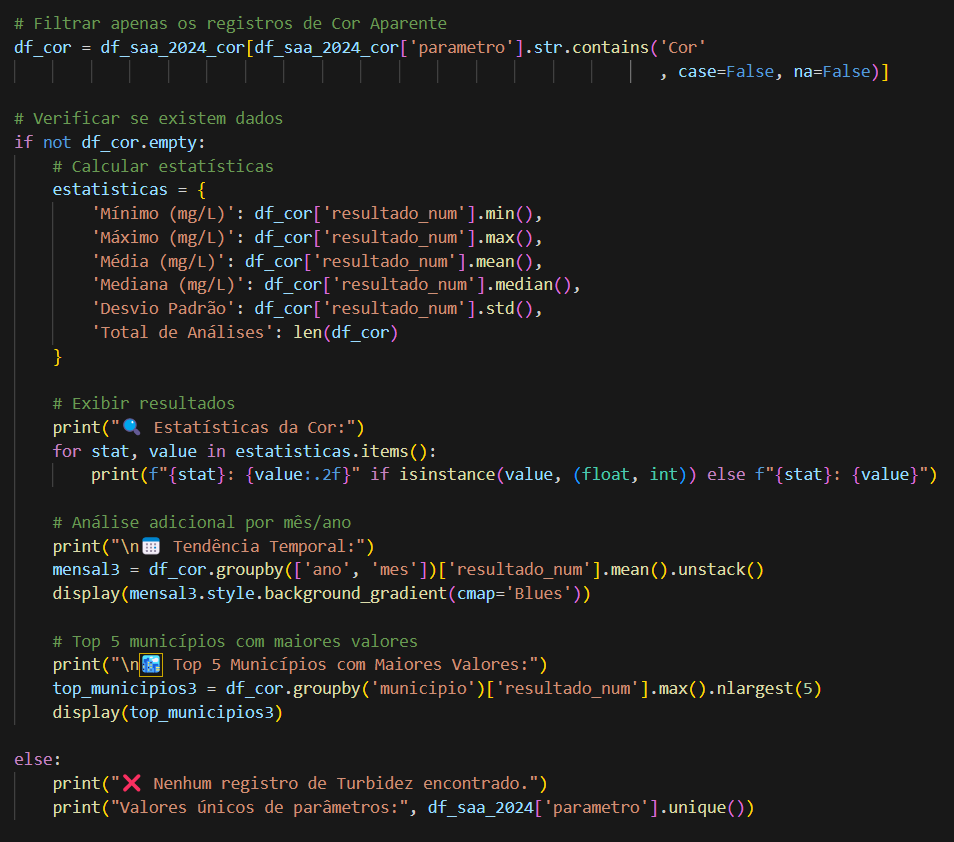 # Filtrar apenas os registros de Cor Aparente
df_cor = df_saa_2024_cor[df_saa_2024_cor['parametro'].str.contains('Cor'
, case=False, na=False)]
# Verificar se existem dados
if not df_cor.empty:
# Calcular estatísticas
estatisticas = {
'Mínimo (mg/L)': df_cor['resultado_num'].min(),
'Máximo (mg/L)': df_cor['resultado_num'].max(),
'Média (mg/L)': df_cor['resultado_num'].mean(),
'Mediana (mg/L)': df_cor['resultado_num'].median(),
'Desvio Padrão': df_cor['resultado_num'].std(),
'Total de Análises': len(df_cor)
}
# Exibir resultados
print("🔍 Estatísticas da Cor:")
for stat, value in estatisticas.items():
print(f"{stat}: {value:.2f}" if isinstance(value, (float, int)) else f"{stat}: {value}")
# Análise adicional por mês/ano
print("\n📅 Tendência Temporal:")
mensal3 = df_cor.groupby(['ano', 'mes'])['resultado_num'].mean().unstack()
display(mensal3.style.background_gradient(cmap='Blues'))
# Top 5 municípios com maiores valores
print("\n🏙 Top 5 Municípios com Maiores Valores:")
top_municipios3 = df_cor.groupby('municipio')['resultado_num'].max().nlargest(5)
display(top_municipios3)
else:
print("❌ Nenhum registro de Turbidez encontrado.")
print("Valores únicos de parâmetros:", df_saa_2024['parametro'].unique())